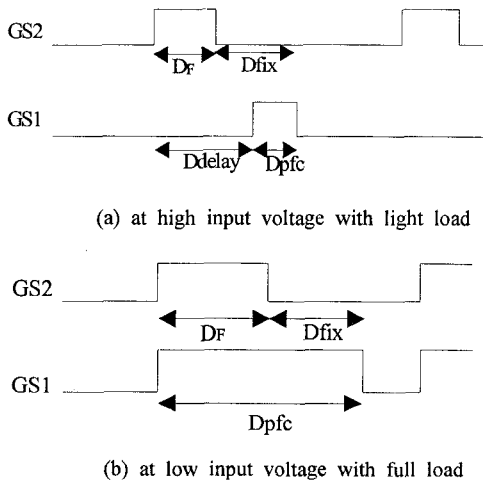 GS2
DF
Dfix
GS1
Ddelay
Dpfc
(a) at high input voltage with light load
GS2
DF
Dfix
GS1
Dpfc
(b) at low input voltage with full load